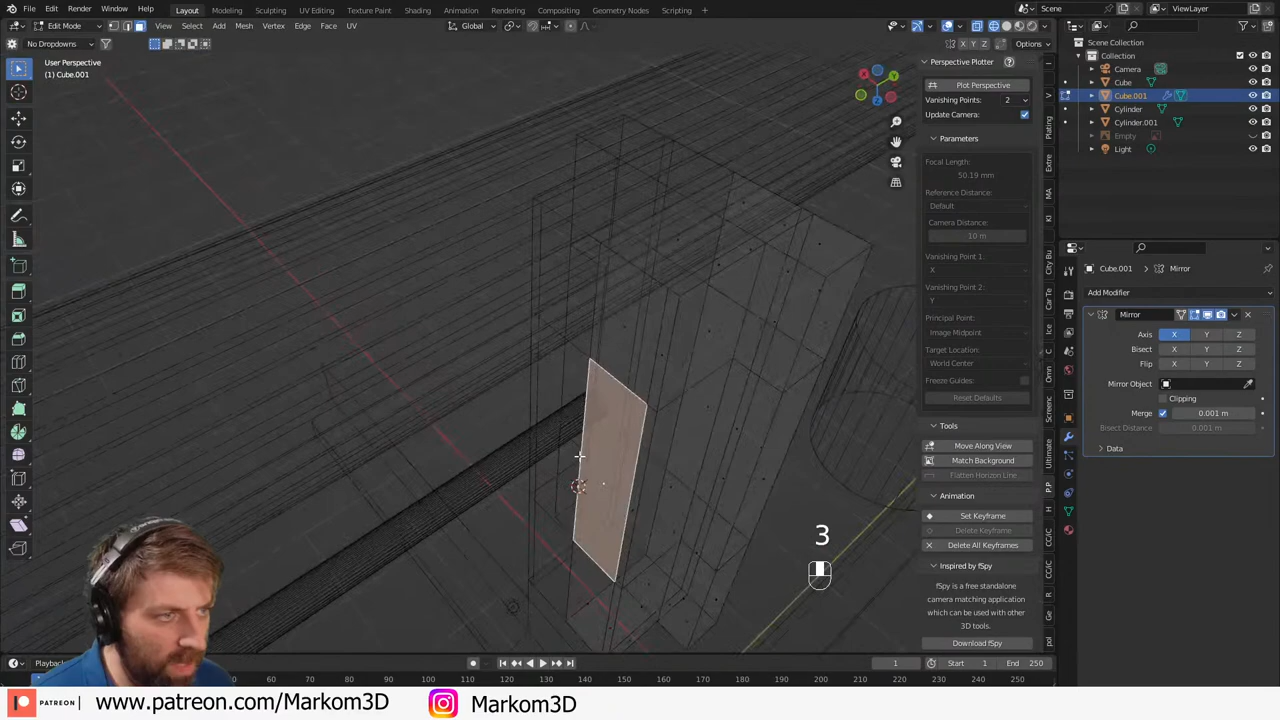 File Edit Render Window Help Layout Modeling Sculpting UV Editing Texture Paint Shading Animation Rendering Compositing Geometry Nodes Scripting + Scene ViewLayer
Edit Mode View Select Add Mesh Vertex Edge Face UV Global
No Dropdowns X Y Z Options
User Perspective
(1) Cube.001
Perspective Plotter
Plot Perspective
Vanishing Points: 2
Update Camera:
Parameters
Focal Length:
50.19 mm
Reference Distance:
Default
Camera Distance:
10 m
Vanishing Point 1:
X
Vanishing Point 2:
Y
Principal Point:
Image Midpoint
Target Location:
World Center
Freeze Guides:
Reset Defaults
Tools
Move Along View
Match Background
Flatten Horizon Line
Animation
Set Keyframe
Delete Keyframe
Delete All Keyframes
Inspired by fSpy
fSpy is a free standalone
camera matching application
which can be used with other
3D tools.
Download fSpy
Scene Collection
Collection
Camera
Cube
Cube.001
Cylinder
Cylinder.001
Empty
Light
Cube.001 > Mirror
Add Modifier
Mirror
Axis X Y Z
Bisect X Y Z
Flip X Y Z
Mirror Object
Clipping
Merge 0.001 m
Bisect Distance 0.001 m
Data
3
Playback
1 Start 1 End 250
50 60 70 80 90 100 110 120 130 140 150 160 170 180 190 200 210 220 230 240 250
PATREON www.patreon.com/Markom3D Markom3D